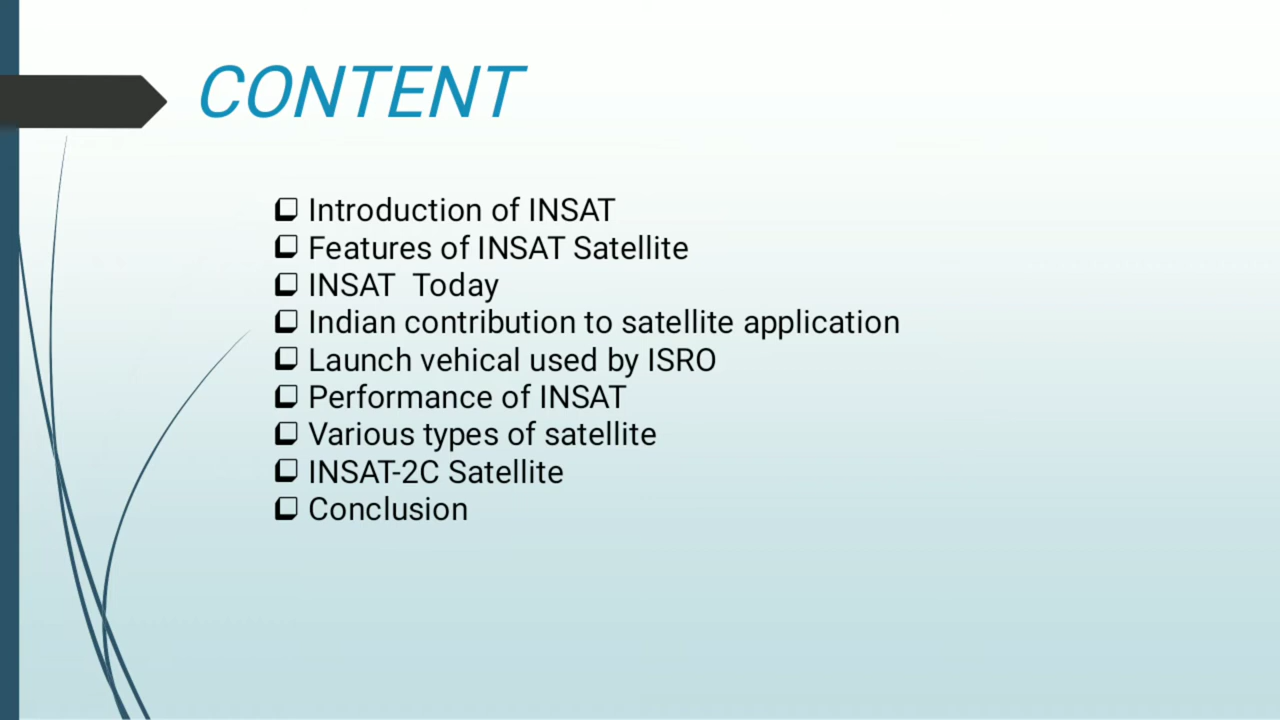 CONTENT
Introduction of INSAT
Features of INSAT Satellite
INSAT  Today
Indian contribution to satellite application
Launch vehical used by ISRO
Performance of INSAT
Various types of satellite
INSAT-2C Satellite
Conclusion